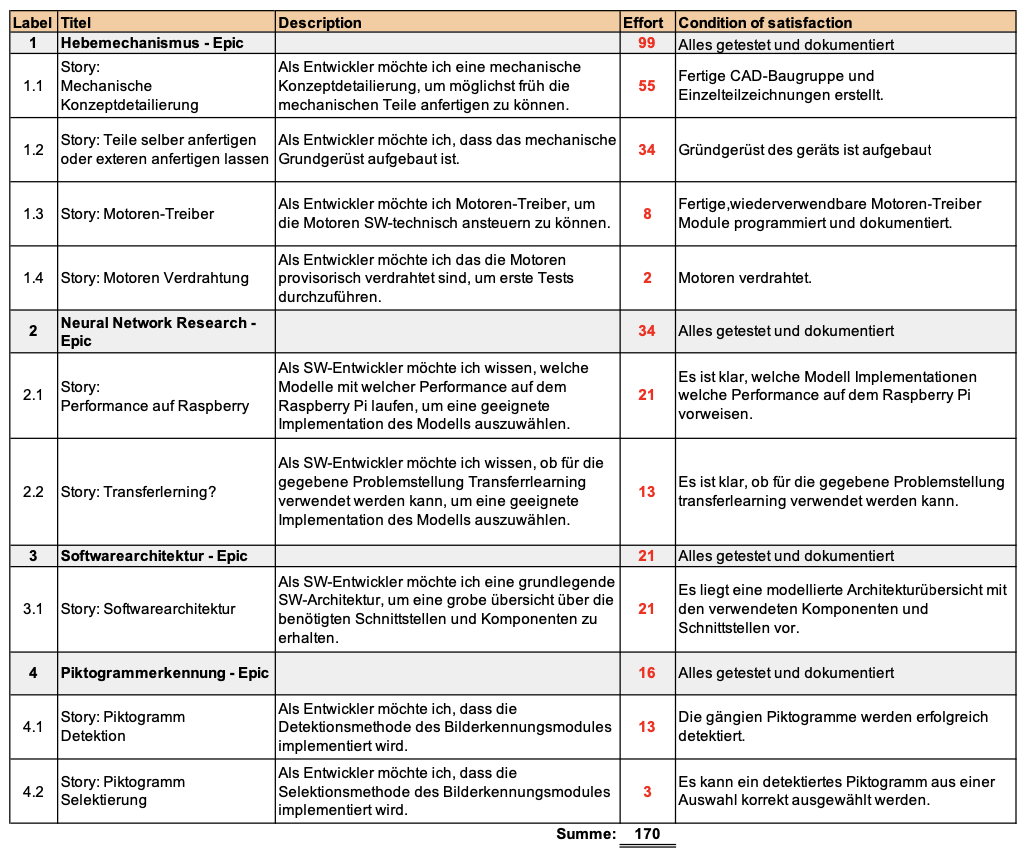 Label Titel Description Effort Condition of satisfaction
1 Hebemechanismus - Epic 99 Alles getestet und dokumentiert
1.1
Story:
Mechanische
Konzeptdetailierung
Als Entwickler möchte ich eine mechanische
Konzeptdetailierung, um möglichst früh die
mechanischen Teile anfertigen zu können.
55
Fertige CAD-Baugruppe und
Einzelteilzeichnungen erstellt.
1.2
Story: Teile selber anfertigen
oder exteren anfertigen lassen
Als Entwickler möchte ich, dass das mechanische
Grundgerüst aufgebaut ist.
34
Gründgerüst des geräts ist aufgebaut
1.3
Story: Motoren-Treiber
Als Entwickler möchte ich Motoren-Treiber, um
die Motoren SW-technisch ansteuern zu können.
8
Fertige,wiederverwendbare Motoren-Treiber
Module programmiert und dokumentiert.
1.4
Story: Motoren Verdrahtung
Als Entwickler möchte ich das die Motoren
provisorisch verdrahtet sind, um erste Tests
durchzuführen.
2
Motoren verdrahtet.
2
Neural Network Research -
Epic
34
Alles getestet und dokumentiert
2.1
Story:
Performance auf Raspberry
Als SW-Entwickler möchte ich wissen, welche
Modelle mit welcher Performance auf dem
Raspberry Pi laufen, um eine geeignete
Implementation des Modells auszuwählen.
21
Es ist klar, welche Modell Implementationen
welche Performance auf dem Raspberry Pi
vorweisen.
2.2
Story: Transferlerning?
Als SW-Entwickler möchte ich wissen, ob für die
gegebene Problemstellung Transferrlearning
verwendet werden kann, um eine geeignete
Implementation des Modells auszuwählen.
13
Es ist klar, ob für die gegebene Problemstellung
transferlearning verwendet werden kann.
3 Softwarearchitektur - Epic 21 Alles getestet und dokumentiert
3.1
Story: Softwarearchitektur
Als SW-Entwickler möchte ich eine grundlegende
SW-Architektur, um eine grobe übersicht über die
benötigten Schnittstellen und Komponenten zu
erhalten.
21
Es liegt eine modellierte Architekturübersicht mit
den verwendeten Komponenten und
Schnittstellen vor.
4 Piktogrammerkennung - Epic 16 Alles getestet und dokumentiert
4.1
Story: Piktogramm
Detektion
Als Entwickler möchte ich, dass die
Detektionsmethode des Bilderkennungsmodules
implementiert wird.
13
Die gängien Piktogramme werden erfolgreich
detektiert.
4.2
Story: Piktogramm
Selektierung
Als Entwickler möchte ich, dass die
Selektionsmethode des Bilderkennungsmodules
implementiert wird.
3
Es kann ein detektiertes Piktogramm aus einer
Auswahl korrekt ausgewählt werden.
Summe: 170